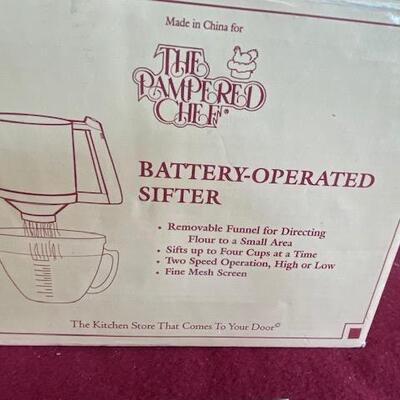 Made in China for
THE
PAMPERED
CHEF®
BATTERY-OPERATED
SIFTER
• Removable Funnel for Directing
Flour to a Small Area
• Sifts up to Four Cups at a Time
• Two Speed Operation, High or Low
• Fine Mesh Screen
The Kitchen Store That Comes To Your Door©